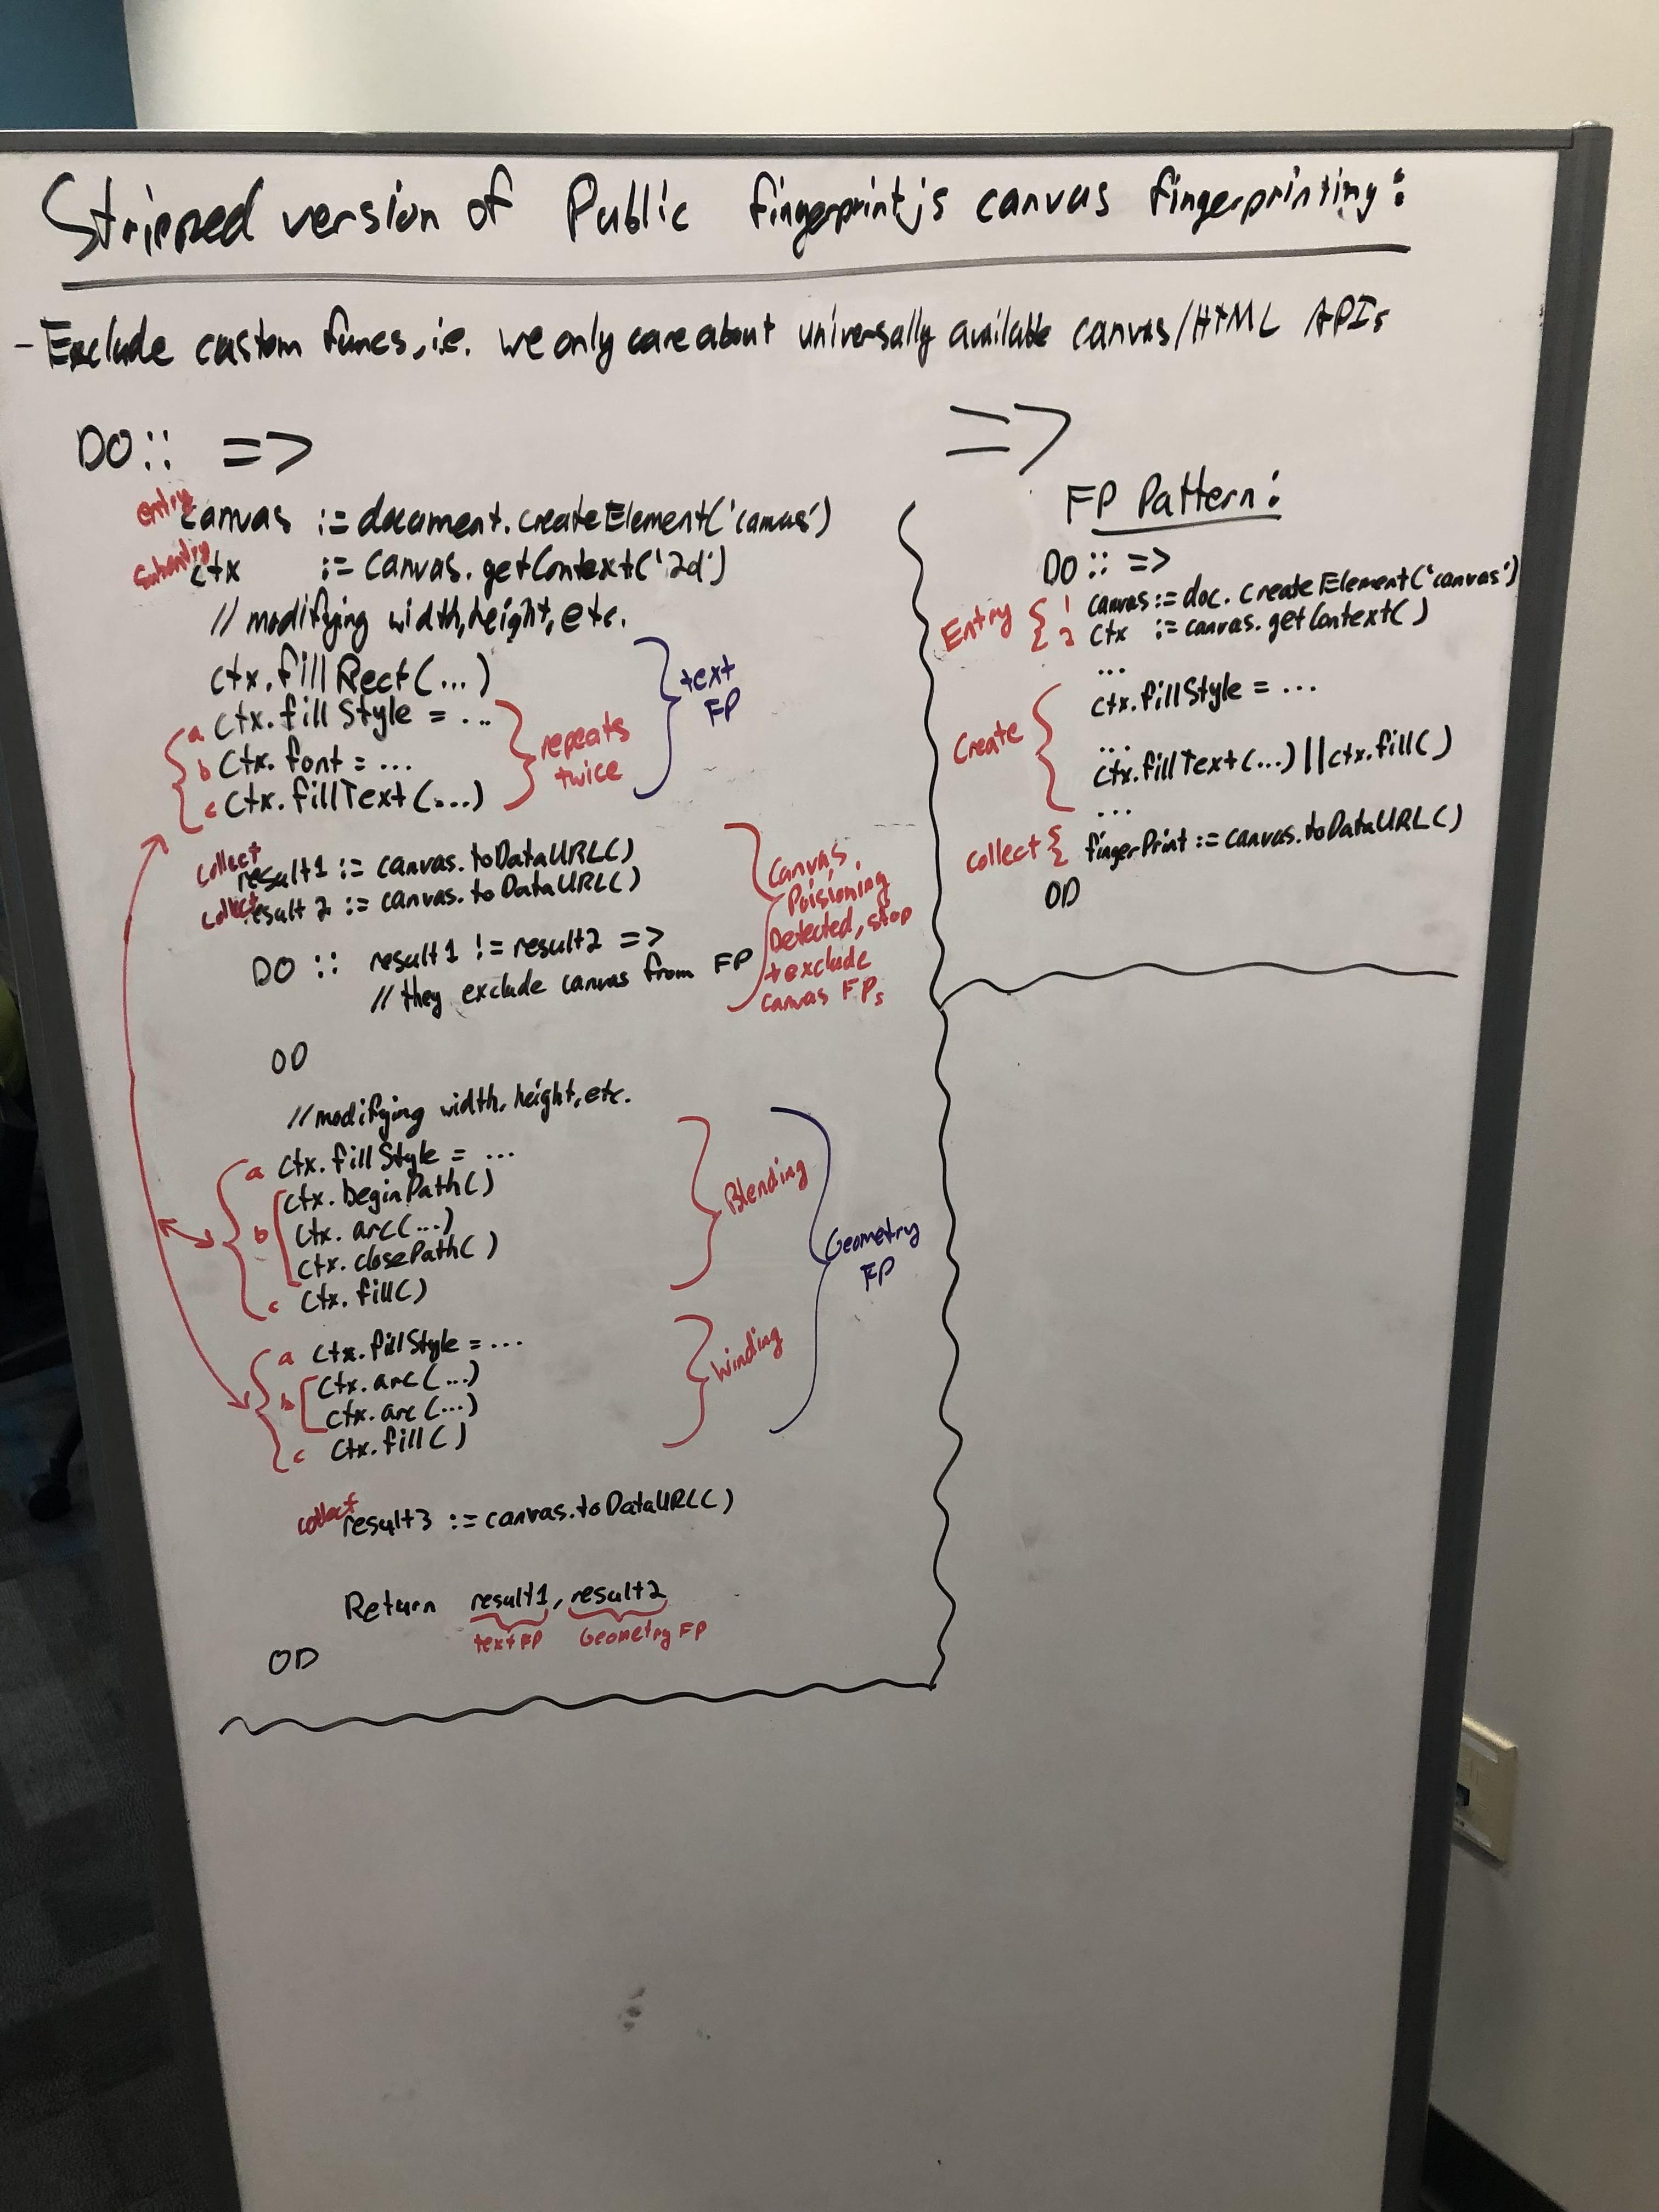 Stripped version of Public fingerprintjs canvas fingerprinting:
- Exclude custom funcs, i.e. we only care about universally available canvas/HTML APIs
DO :: =>
entry canvas := document.createElement('canvas')
subentry ctx := canvas.getContext('2d')
// modifying width, height, etc.
ctx.fillRect(...)
a ctx.fillStyle = ...
b ctx.font = ...
c ctx.fillText(...)
repeats
twice
text
FP
collect result1 := canvas.toDataURL()
collect result2 := canvas.toDataURL()
DO :: result1 != result2 =>
// they exclude canvas from FP
Canvas
Poisioning
Detected, stop
+ exclude
canvas FPs
OD
// modifying width, height, etc.
a ctx.fillStyle = ...
ctx.beginPath()
b ctx.arc(...)
ctx.closePath()
c ctx.fill()
Blending
a ctx.fillStyle = ...
b ctx.arc(...)
ctx.arc(...)
c ctx.fill()
Winding
Geometry
FP
collect result3 := canvas.toDataURL()
Return result1, result2
text FP Geometry FP
OD
=>
FP Pattern:
DO :: =>
Entry
1 canvas := doc.createElement('canvas')
2 ctx := canvas.getContext()
...
Create
ctx.fillStyle = ...
...
ctx.fillText(...) || ctx.fill()
...
collect fingerPrint := canvas.toDataURL()
OD